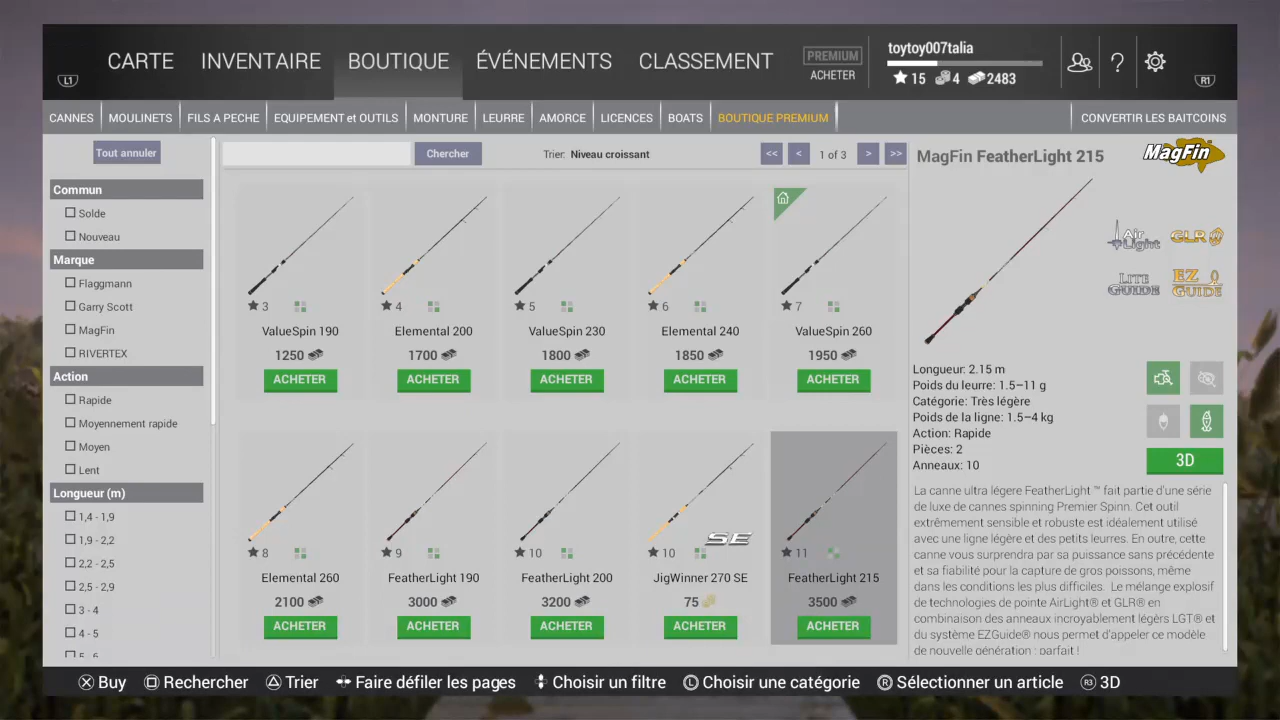 L1
CARTE
INVENTAIRE
BOUTIQUE
ÉVÉNEMENTS
CLASSEMENT
PREMIUM
ACHETER
toytoy007talia
15
4
2483
?
R1
CANNES
MOULINETS
FILS A PECHE
EQUIPEMENT et OUTILS
MONTURE
LEURRE
AMORCE
LICENCES
BOATS
BOUTIQUE PREMIUM
CONVERTIR LES BAITCOINS
Tout annuler
Commun
Solde
Nouveau
Marque
Flaggmann
Garry Scott
MagFin
RIVERTEX
Action
Rapide
Moyennement rapide
Moyen
Lent
Longueur (m)
1,4 - 1,9
1,9 - 2,2
2,2 - 2,5
2,5 - 2,9
3 - 4
4 - 5
Chercher
Trier: Niveau croissant
<< < 1 of 3 > >>
3
ValueSpin 190
1250
ACHETER
4
Elemental 200
1700
ACHETER
5
ValueSpin 230
1800
ACHETER
6
Elemental 240
1850
ACHETER
7
ValueSpin 260
1950
ACHETER
8
Elemental 260
2100
ACHETER
9
FeatherLight 190
3000
ACHETER
10
FeatherLight 200
3200
ACHETER
10
SE
JigWinner 270 SE
75
ACHETER
11
FeatherLight 215
3500
ACHETER
MagFin FeatherLight 215
MagFin
Air Light
GLR
LITE GUIDE
EZ GUIDE
Longueur: 2.15 m
Poids du leurre: 1.5–11 g
Catégorie: Très légère
Poids de la ligne: 1.5–4 kg
Action: Rapide
Pièces: 2
Anneaux: 10
3D
La canne ultra légere FeatherLight ™ fait partie d'une série
de luxe de cannes spinning Premier Spinn. Cet outil
extrêmement sensible et robuste est idéalement utilisé
avec une ligne légère et des petits leurres. En outre, cette
canne vous surprendra par sa puissance sans précédente
et sa fiabilité pour la capture de gros poissons, même
dans les conditions les plus difficiles. Le mélange explosif
de technologies de pointe AirLight® et GLR® en
combinaison des anneaux incroyablement légèrs LGT® et
du système EZGuide® nous permet d'appeler ce modèle
de nouvelle génération : parfait !
Buy
Rechercher
Trier
Faire défiler les pages
Choisir un filtre
L Choisir une catégorie
R Sélectionner un article
R3 3D